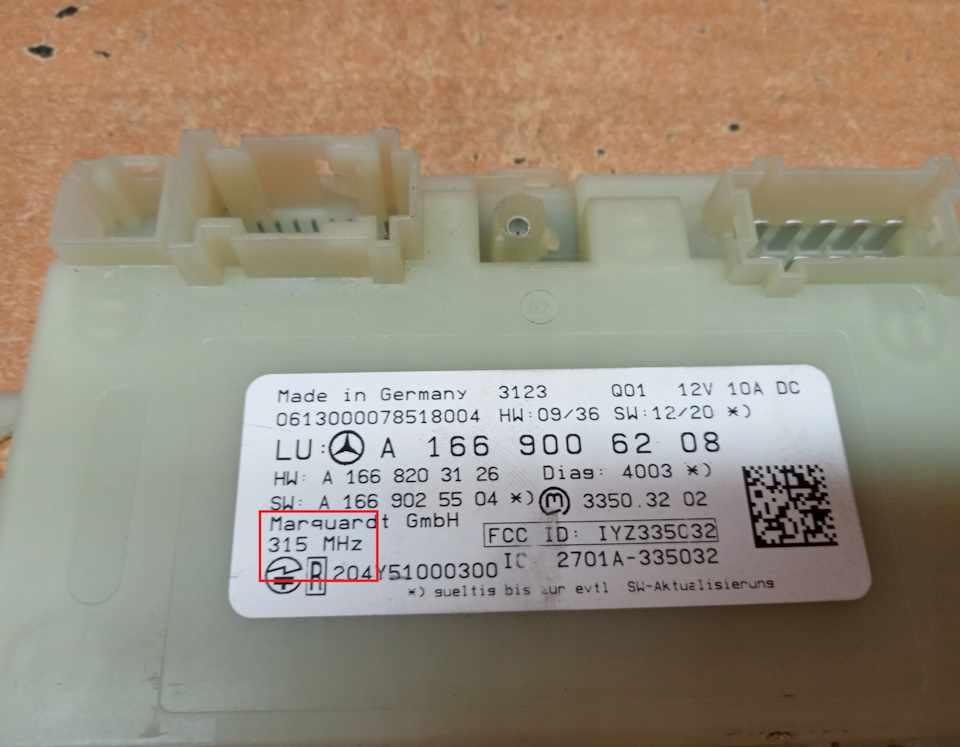 Made in Germany 3123 Q01 12V 10A DC
0613000078518004 HW:09/36 SW:12/20 *)
LU: A 166 900 62 08
HW: A 166 820 31 26 Diag: 4003 *)
SW: A 166 902 55 04 *) m 3350.32 02
Marquardt GmbH
FCC ID: IYZ335C32
315 MHz
IC: 2701A-335032
R 204Y51000300
*) gueltig bis zur evtl SW-Aktualisierung